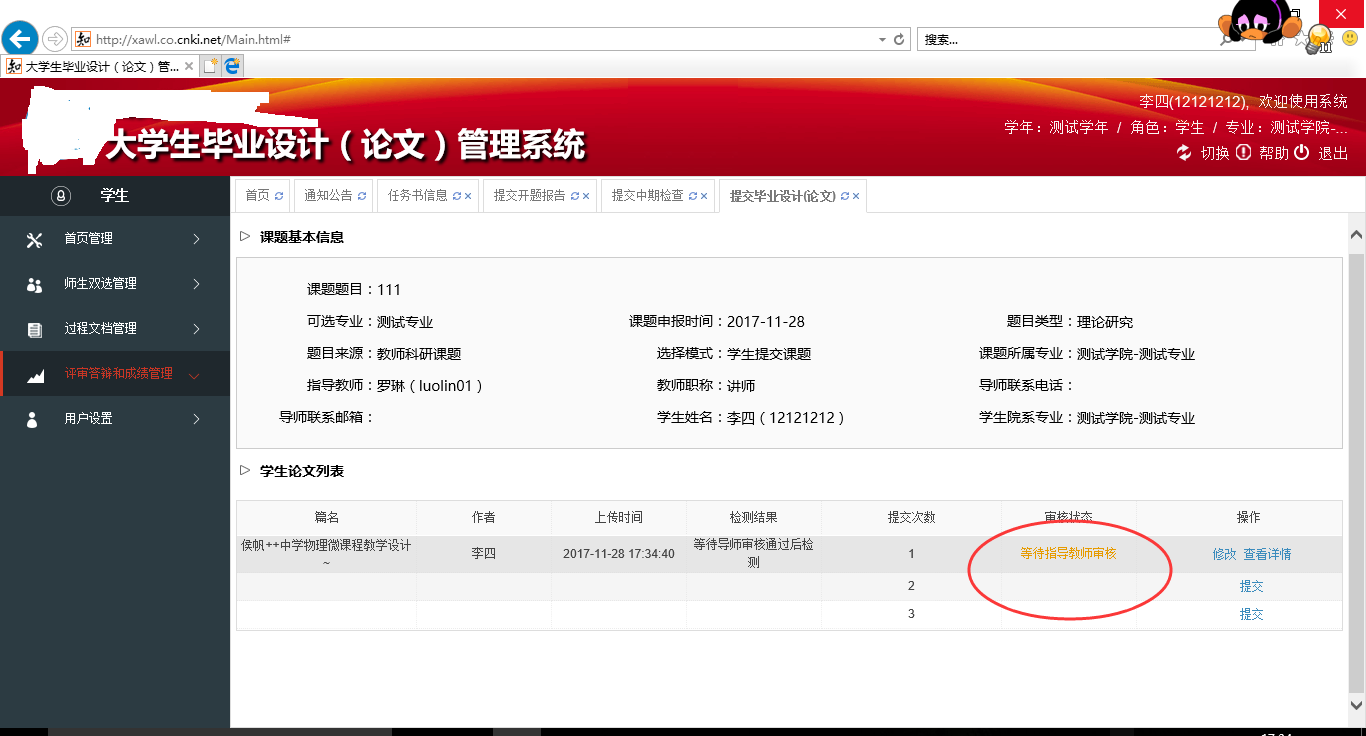 http://xawl.co.cnki.net/Main.html#
搜索...
大学生毕业设计（论文）管...
11
大学生毕业设计（论文）管理系统
李四(12121212), 欢迎使用系统
学年：测试学年 / 角色：学生 / 专业：测试学院-...
切换 帮助 退出
学生
首页管理
师生双选管理
过程文档管理
评审答辩和成绩管理
用户设置
首页 通知公告 任务书信息 提交开题报告 提交中期检查 提交毕业设计(论文)
课题基本信息
课题题目：111
可选专业：测试专业 课题申报时间：2017-11-28 题目类型：理论研究
题目来源：教师科研课题 选择模式：学生提交课题 课题所属专业：测试学院-测试专业
指导教师：罗琳（luolin01） 教师职称：讲师 导师联系电话：
导师联系邮箱： 学生姓名：李四（12121212） 学生院系专业：测试学院-测试专业
学生论文列表
篇名 作者 上传时间 检测结果 提交次数 审核状态 操作
侯帆++中学物理微课程教学设计~ 李四 2017-11-28 17:34:40 等待导师审核通过后检测 1 等待指导教师审核 修改 查看详情
2 提交
3 提交